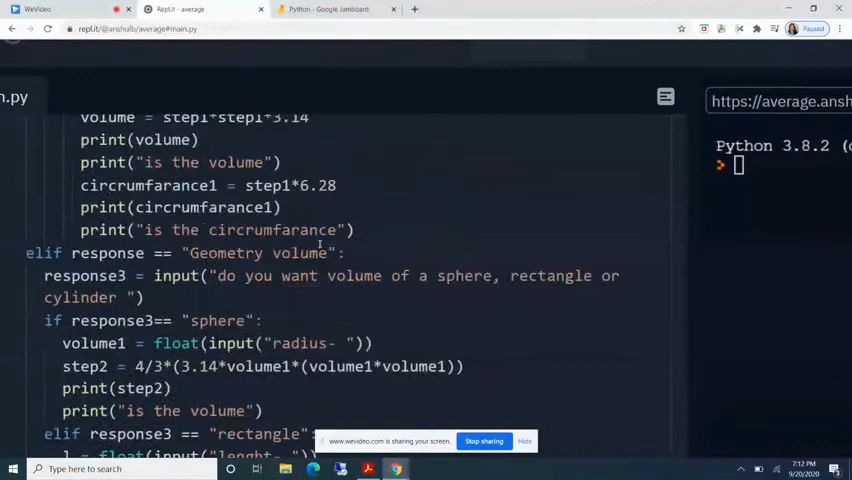 WeVideo
Repl.it - average
Python - Google Jamboard
repl.it/@anshulb/average#main.py
Paused
n.py
https://average.ansh
volume = step1*step1*3.14
print(volume)
print("is the volume")
circrumfarance1 = step1*6.28
print(circrumfarance1)
print("is the circrumfarance")
elif response == "Geometry volume":
response3 = input("do you want volume of a sphere, rectangle or
cylinder ")
if response3== "sphere":
volume1 = float(input("radius- "))
step2 = 4/3*(3.14*volume1*(volume1*volume1))
print(step2)
print("is the volume")
elif response3 == "rectangle":
l = float(input("lenght- "))
Python 3.8.2 (
>
www.wevideo.com is sharing your screen.
Stop sharing
Hide
Type here to search
7:12 PM
9/20/2020